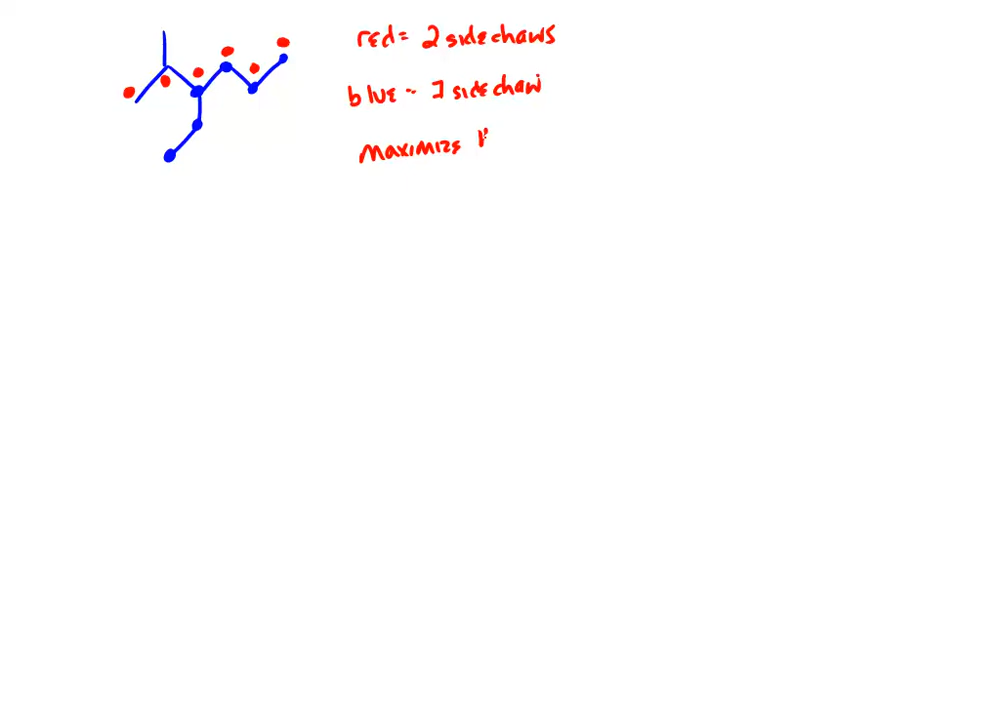 red = 2 sidechains
blue - 1 sidechain
maximize